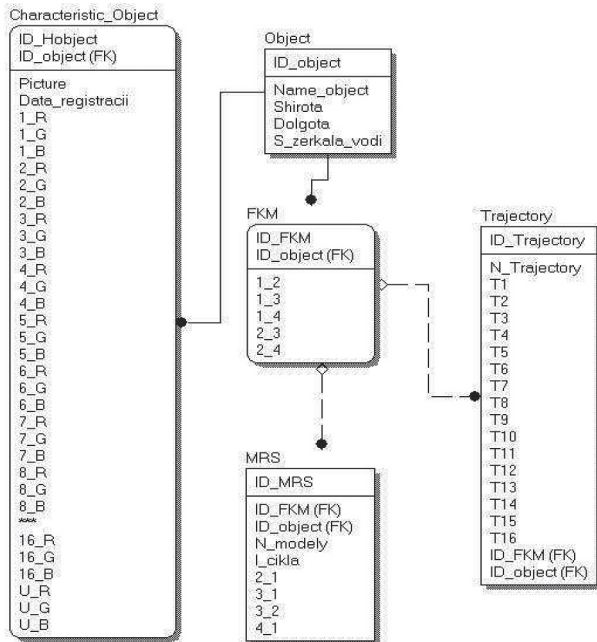 Characteristic_Object
ID_Hobject
ID_object (FK)
Picture
Data_registracii
1_R
1_G
1_B
2_R
2_G
2_B
3_R
3_G
3_B
4_R
4_G
4_B
5_R
5_G
5_B
6_R
6_G
6_B
7_R
7_G
7_B
8_R
8_G
8_B
***
16_R
16_G
16_B
U_R
U_G
U_B
Object
ID_object
Name_object
Shirota
Dolgota
S_zerkala_vodi
FKM
ID_FKM
ID_object (FK)
1_2
1_3
1_4
2_3
2_4
MRS
ID_MRS
ID_FKM (FK)
ID_object (FK)
N_modely
I_cikla
2_1
3_1
3_2
4_1
Trajectory
ID_Trajectory
N_Trajectory
T1
T2
T3
T4
T5
T6
T7
T8
T9
T10
T11
T12
T13
T14
T15
T16
ID_FKM (FK)
ID_object (FK)